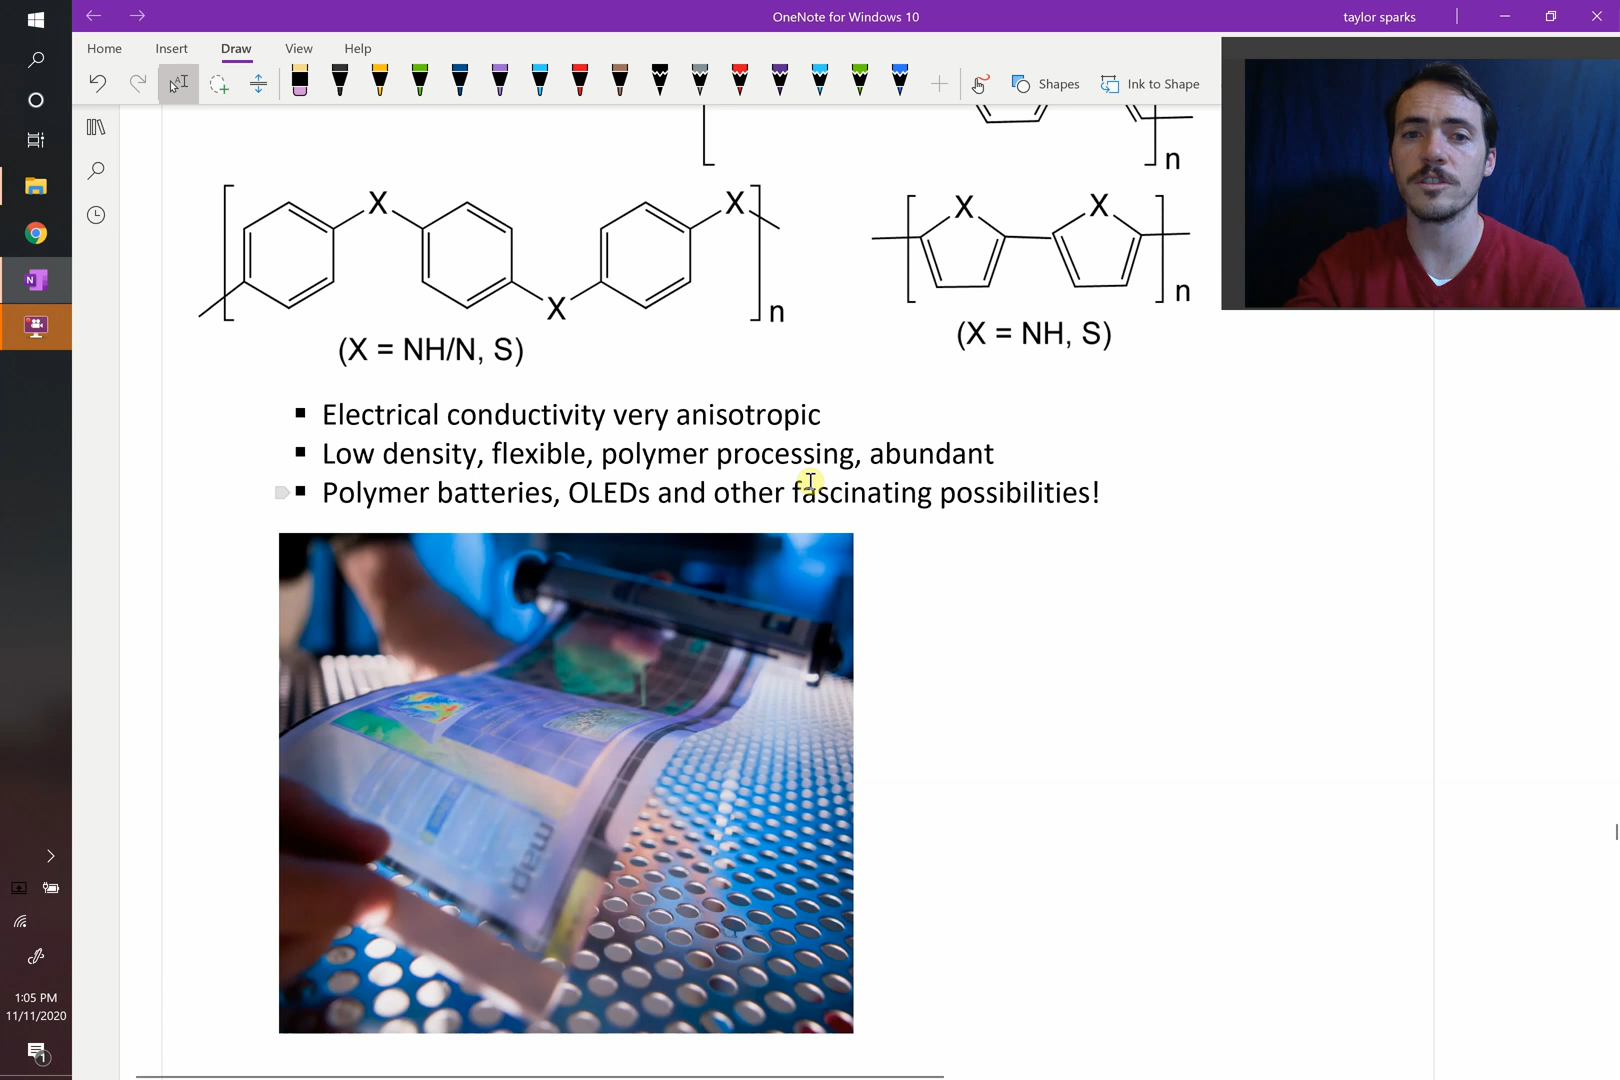 OneNote for Windows 10
taylor sparks
Home Insert Draw View Help
Shapes
Ink to Shape
n
X X X
n
(X = NH/N, S)
X X
n
(X = NH, S)
▪ Electrical conductivity very anisotropic
▪ Low density, flexible, polymer processing, abundant
▪ Polymer batteries, OLEDs and other fascinating possibilities!
map
1:05 PM
11/11/2020
1